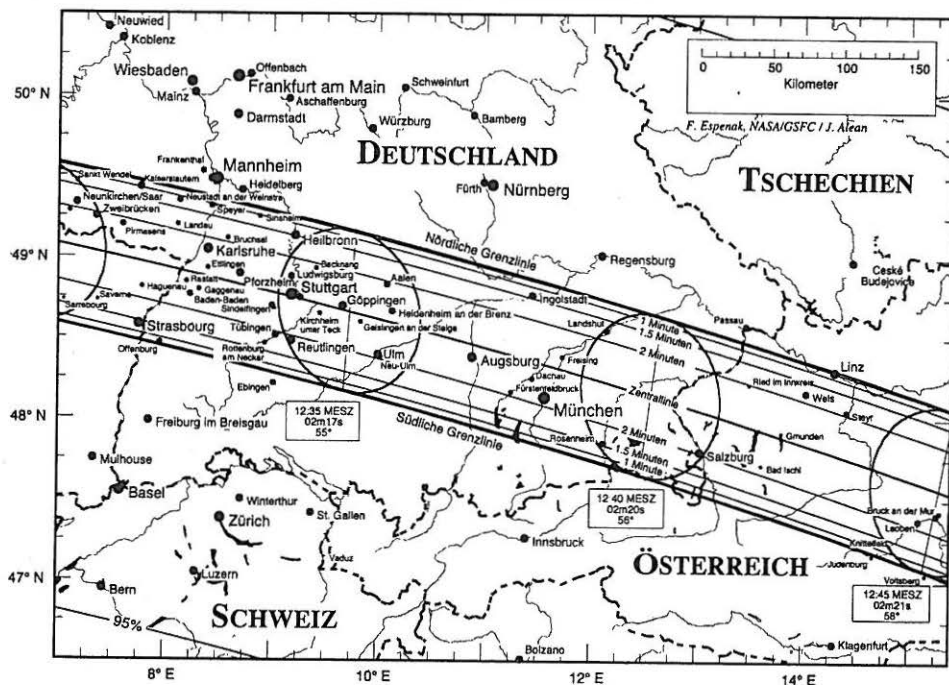 Neuwied
Koblenz
Wiesbaden
Mainz
Offenbach
Frankfurt am Main
Aschaffenburg
Darmstadt
Schweinfurt
Würzburg
Bamberg
0 50 100 150
Kilometer
F. Espenak, NASA/GSFC / J. Alean
50° N
DEUTSCHLAND
TSCHECHIEN
Frankenthal
Mannheim
Sankt Wendel
Kaiserslautern
Heidelberg
Fürth
Nürnberg
Neunkirchen/Saar
Neustadt an der Weinstraße
Zweibrücken
Speyer
Sinsheim
Pirmasens
Landau
Bruchsal
Heilbronn
Nördliche Grenzlinie
Karlsruhe
49° N
Ettlingen
Backnang
Regensburg
České
Budejovice
Rastatt
Pforzheim
Ludwigsburg
Aalen
Haguenau
Gaggenau
Stuttgart
Saverne
Baden-Baden
Göppingen
Ingolstadt
Sarrebourg
Sindelfingen
Heidenheim an der Brenz
Passau
Strasbourg
Tübingen
Kirchheim
unter Teck
Geislingen an der Steige
Landshut
1 Minute
1.5 Minuten
Offenburg
Rottenburg
am Neckar
Reutlingen
Ulm
Neu-Ulm
Augsburg
Freising
2 Minuten
Linz
Ebingen
Dachau
Fürstenfeldbruck
Zentrallinie
Ried im Innkreis
Wels
48° N
12:35 MESZ
02m17s
55°
München
Steyr
Freiburg im Breisgau
Südliche Grenzlinie
Rosenheim
2 Minuten
1.5 Minuten
1 Minute
Gmunden
Mulhouse
Salzburg
Bad Ischl
Basel
Winterthur
12:40 MESZ
02m20s
56°
Zürich
St. Gallen
Bruck an der Mur
Leoben
Innsbruck
Knittelfeld
Vaduz
Judenburg
47° N
Luzern
ÖSTERREICH
Voitsberg
Bern
12:45 MESZ
02m21s
56°
95%
SCHWEIZ
Klagenfurt
Bozano
8° E 9° E 10° E 11° E 12° E 13° E 14° E